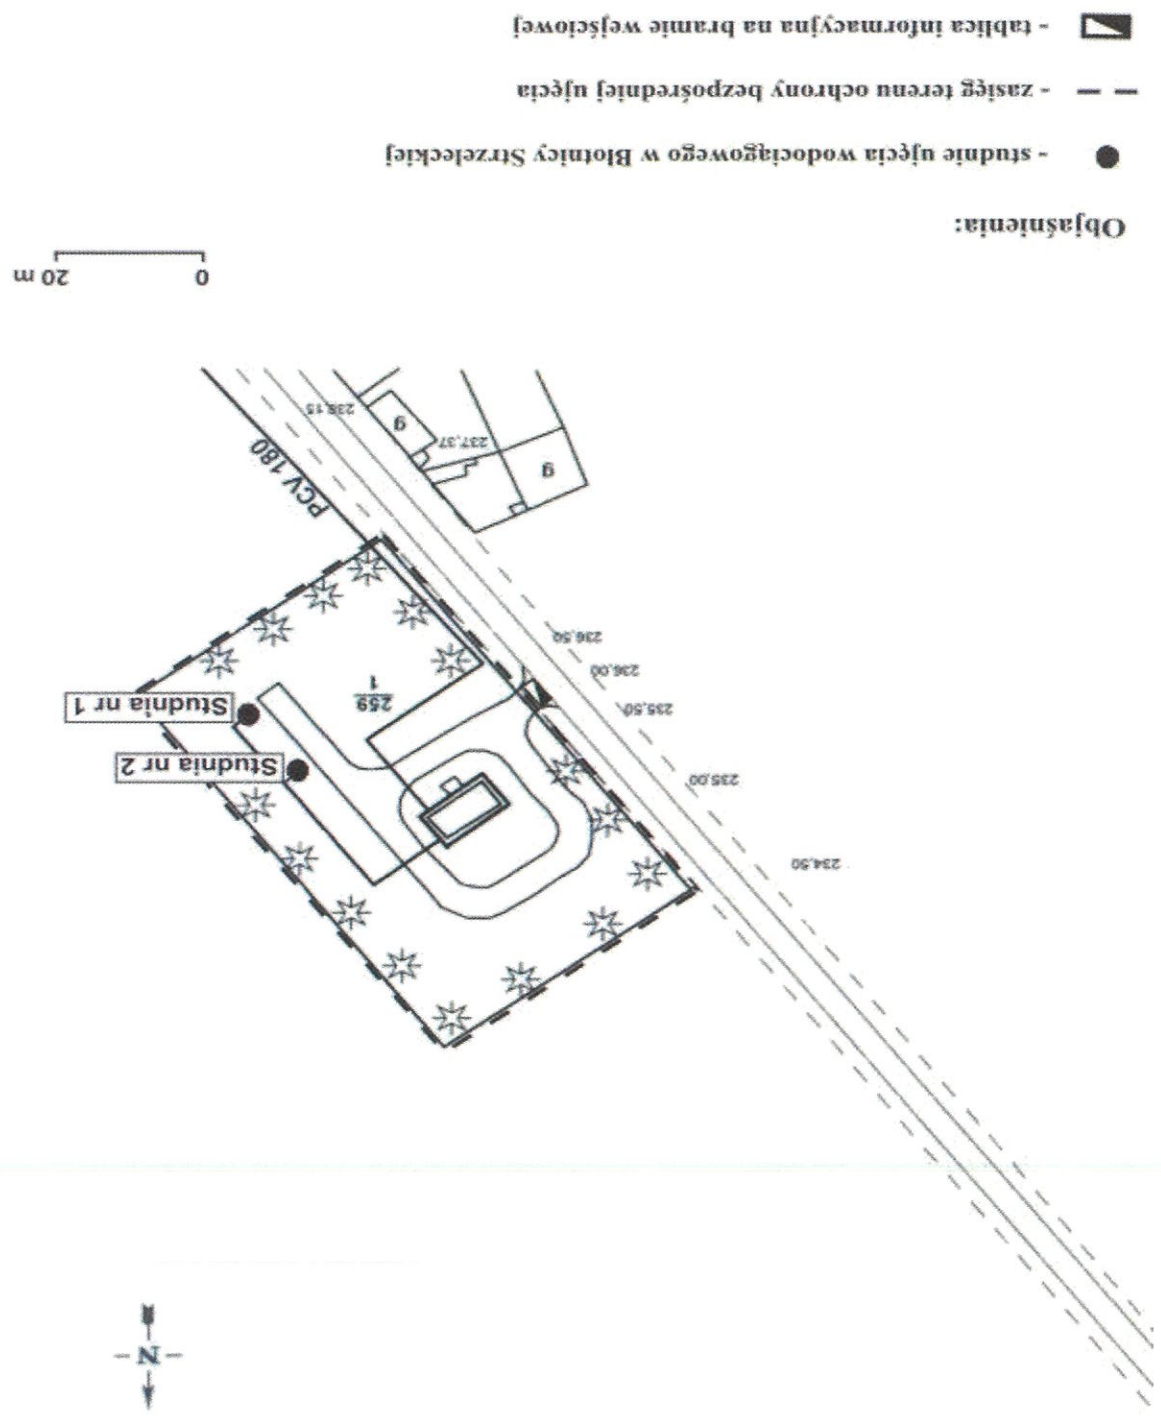 N
234,50
235,00
Studnia nr 2
235,50
Studnia nr 1
259
1
236,00
236,50
PCV 180
g
237,37
g
238,15
0 20 m
Objaśnienia:
- studnie ujęcia wodociągowego w Błotnicy Strzeleckiej
- zasięg terenu ochrony bezpośredniej ujęcia
- tablica informacyjna na bramie wejściowej